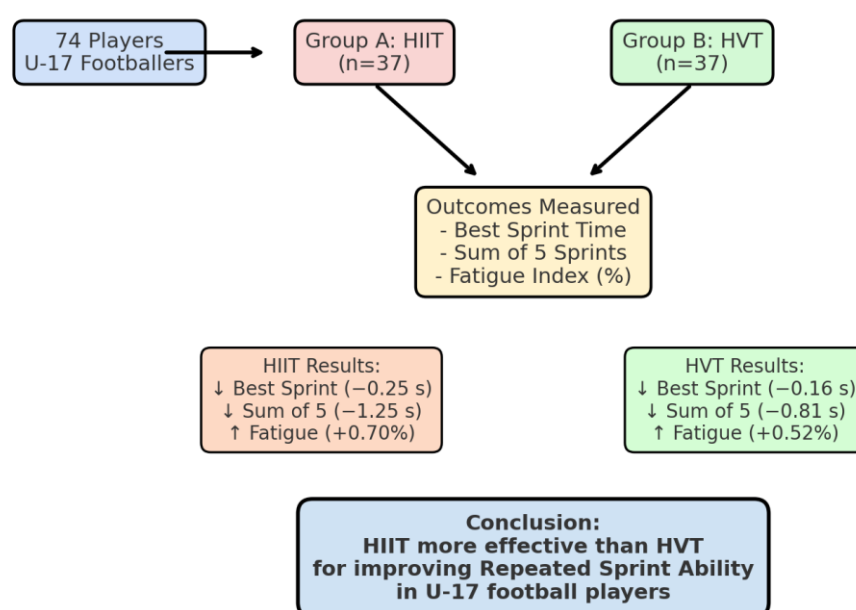 74 Players
U-17 Footballers
Group A: HIIT
(n=37)
Group B: HVT
(n=37)
Outcomes Measured
- Best Sprint Time
- Sum of 5 Sprints
- Fatigue Index (%)
HIIT Results:
↓ Best Sprint (−0.25 s)
↓ Sum of 5 (−1.25 s)
↑ Fatigue (+0.70%)
HVT Results:
↓ Best Sprint (−0.16 s)
↓ Sum of 5 (−0.81 s)
↑ Fatigue (+0.52%)
Conclusion:
HIIT more effective than HVT
for improving Repeated Sprint Ability
in U-17 football players